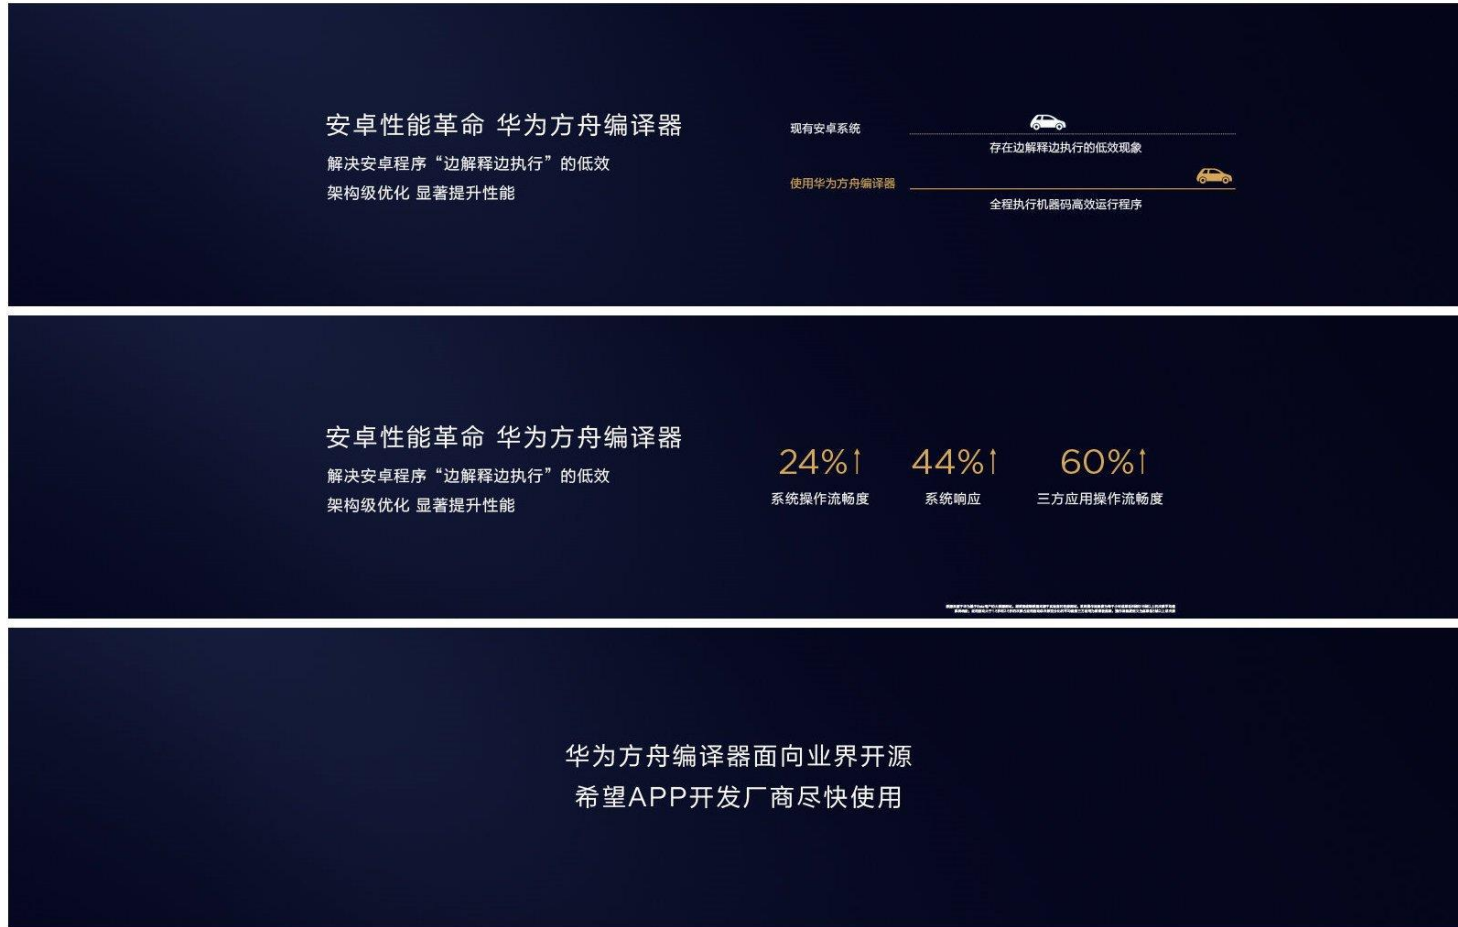 安卓性能革命 华为方舟编译器
解决安卓程序“边解释边执行”的低效
架构级优化 显著提升性能
现有安卓系统
存在边解释边执行的低效现象
使用华为方舟编译器
全程执行机器码高效运行程序
安卓性能革命 华为方舟编译器
解决安卓程序“边解释边执行”的低效
架构级优化 显著提升性能
24%↑
44%↑
60%↑
系统操作流畅度
系统响应
三方应用操作流畅度
华为方舟编译器面向业界开源
希望APP开发厂商尽快使用